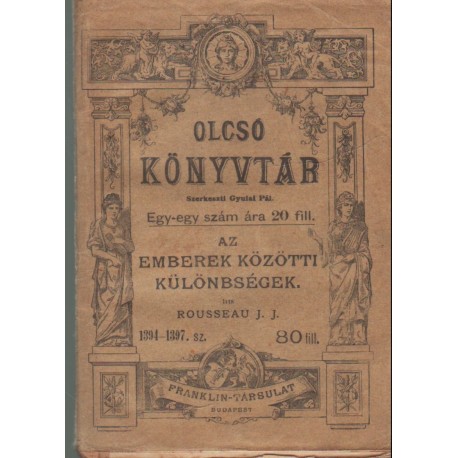 OLCSÓ
KÖNYVTÁR
Szerkeszti Gyulai Pál.
Egy-egy szám ára 20 fill.
AZ
EMBEREK KÖZÖTTI
KÜLÖNBSÉGEK.
IRTA
ROUSSEAU J. J.
1394–1397. sz. 80 fill.
FRANKLIN-TÁRSULAT
BUDAPEST